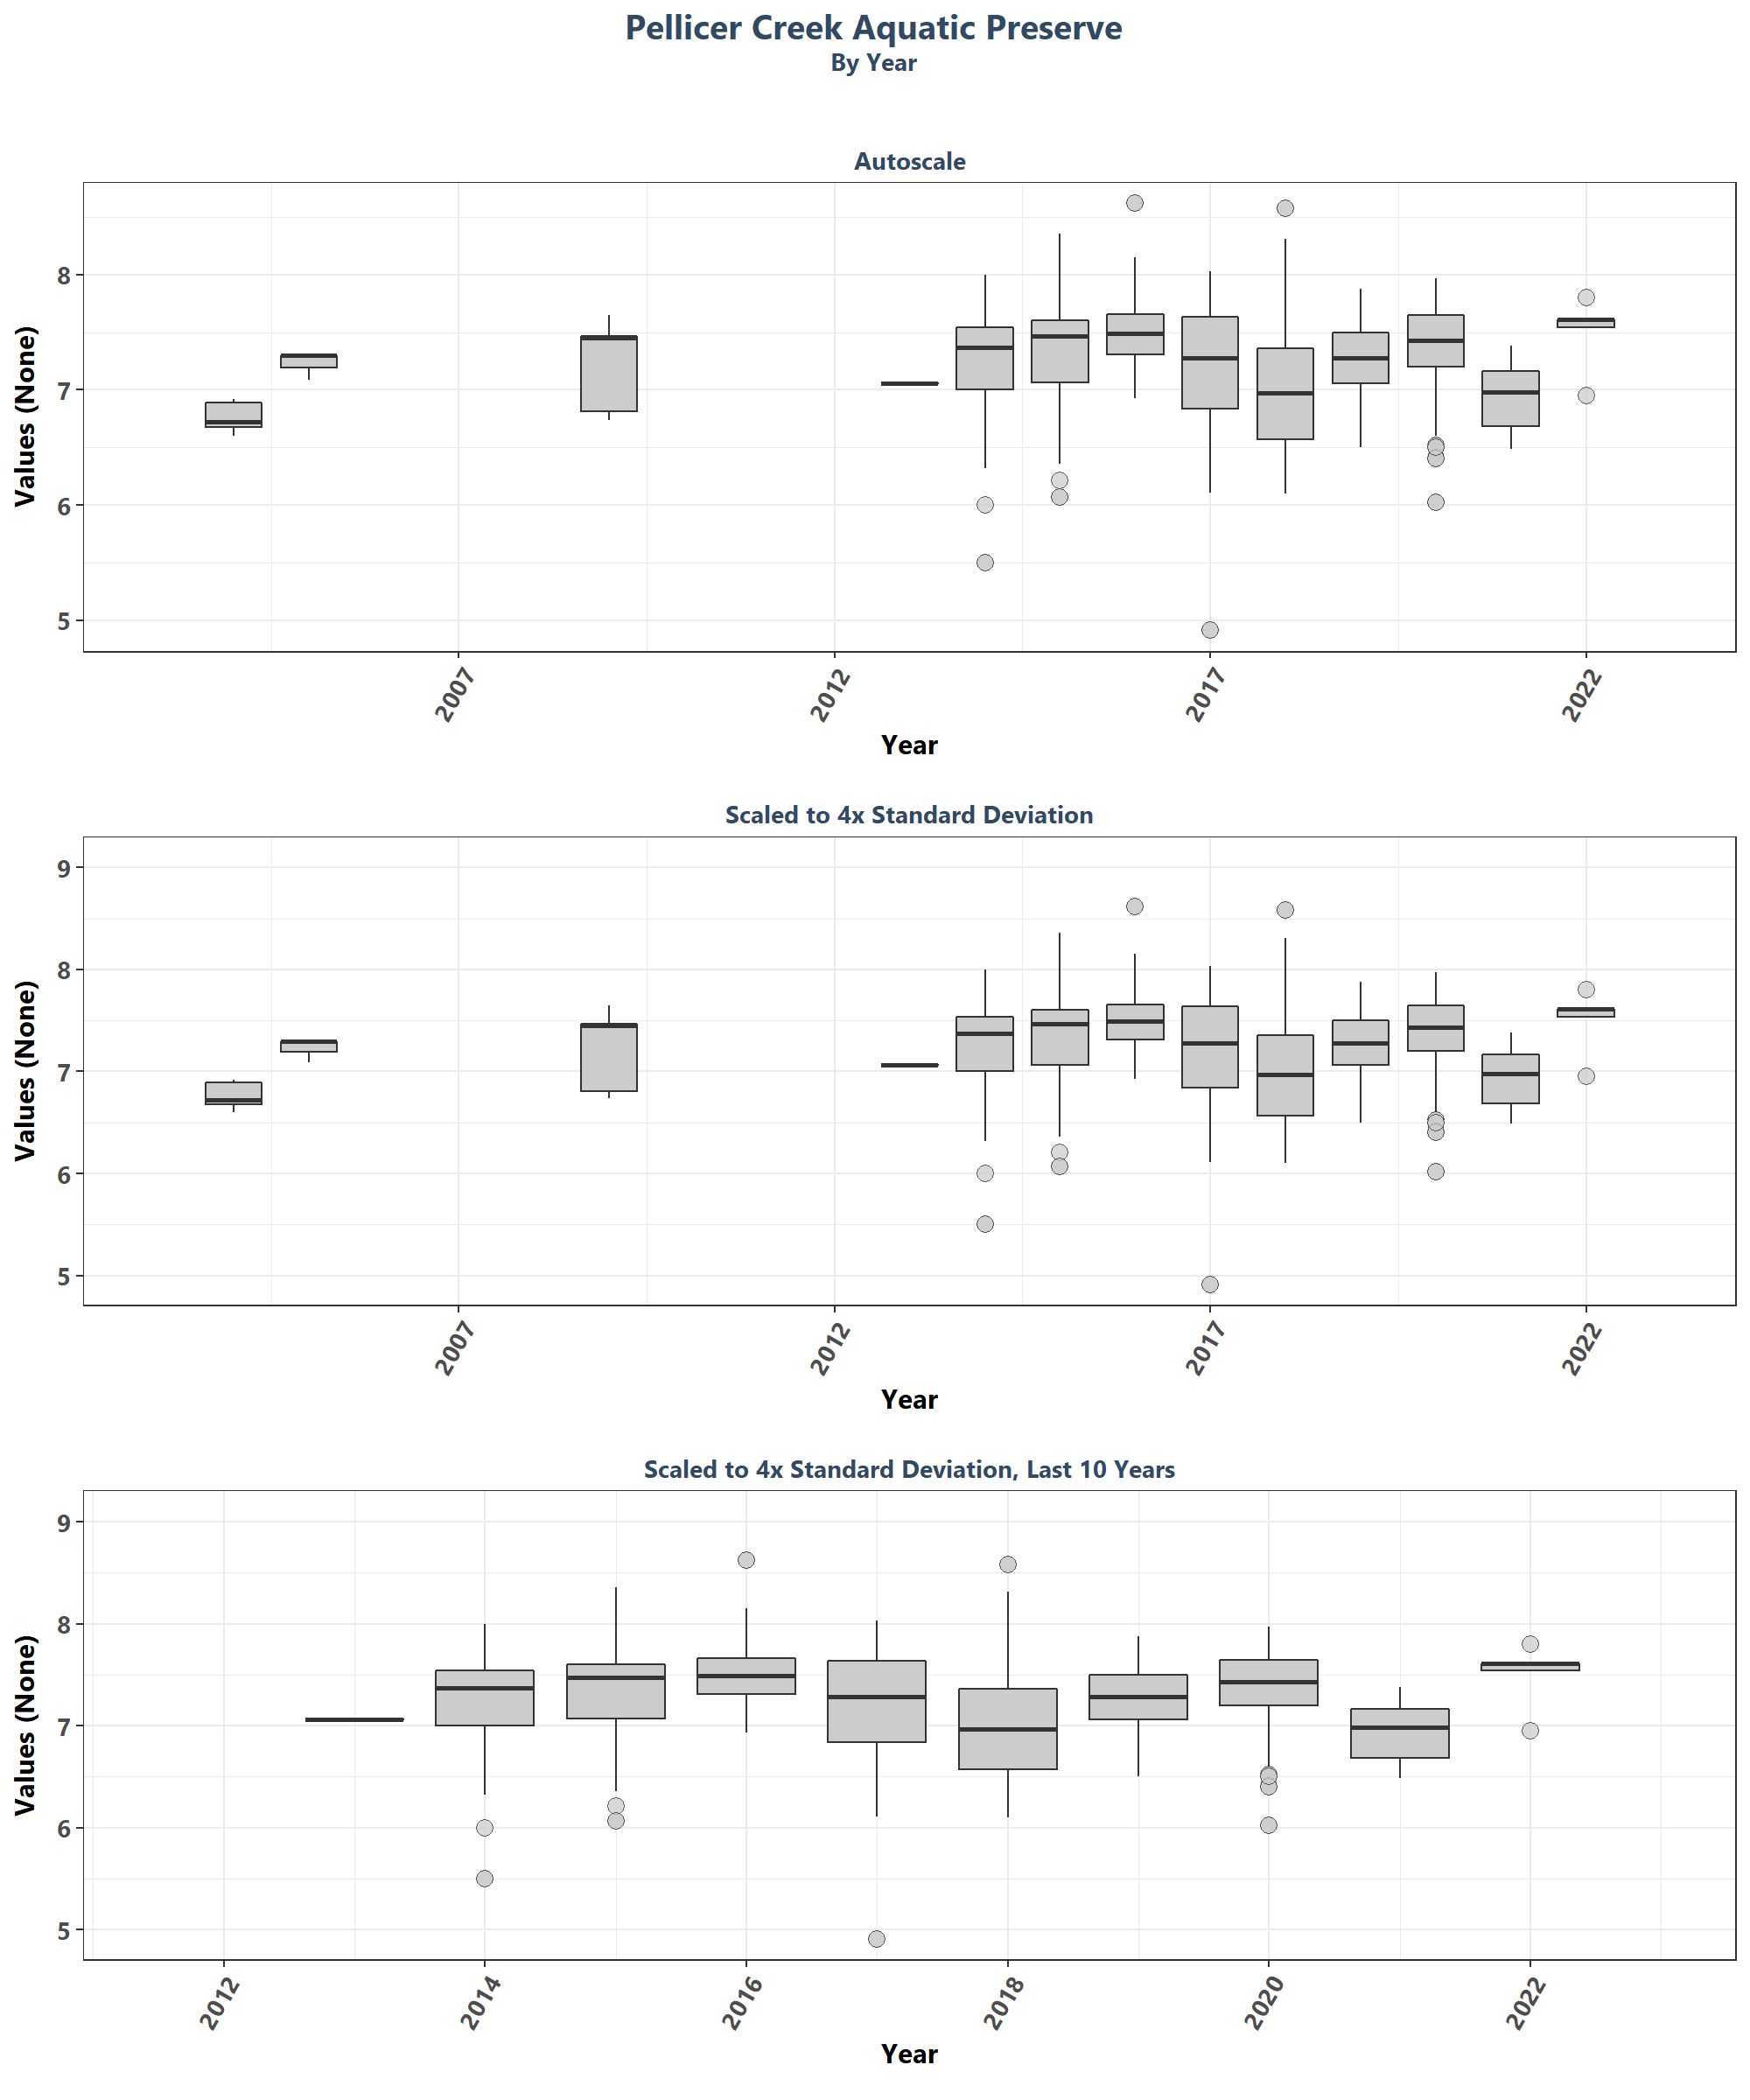 Pellicer Creek Aquatic Preserve
By Year
Autoscale
Values (None)
8
7
6
5
2007
2012
2017
2022
Year
Scaled to 4x Standard Deviation
Values (None)
9
8
7
6
5
2007
2012
2017
2022
Year
Scaled to 4x Standard Deviation, Last 10 Years
Values (None)
9
8
7
6
5
2012
2014
2016
2018
2020
2022
Year